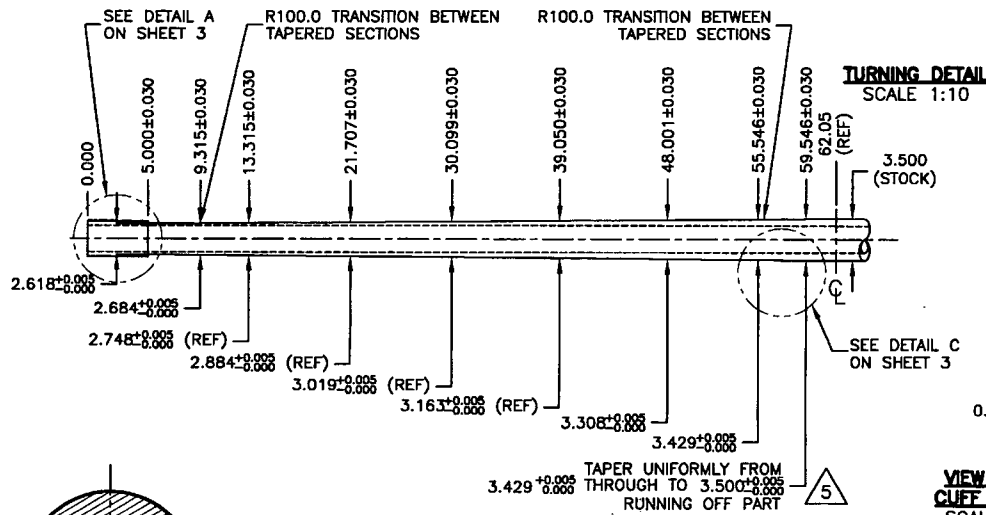 SEE DETAIL A
ON SHEET 3
R100.0 TRANSITION BETWEEN
TAPERED SECTIONS
R100.0 TRANSITION BETWEEN
TAPERED SECTIONS
TURNING DETAIL
SCALE 1:10
0.000
5.000±0.030
9.315±0.030
13.315±0.030
21.707±0.030
30.099±0.030
39.050±0.030
48.001±0.030
55.546±0.030
59.546±0.030
62.05
(REF)
3.500
(STOCK)
2.618+0.005
-0.000
2.684+0.005
-0.000
2.748+0.005
-0.000 (REF)
2.884+0.005
-0.000 (REF)
3.019+0.005
-0.000 (REF)
3.163+0.005
-0.000 (REF)
3.308+0.005
-0.000
3.429+0.005
-0.000
℄
SEE DETAIL C
ON SHEET 3
TAPER UNIFORMLY FROM
3.429 +0.005
-0.000 THROUGH TO 3.500+0.005
-0.000
RUNNING OFF PART
5
0.
VIEW
CUFF